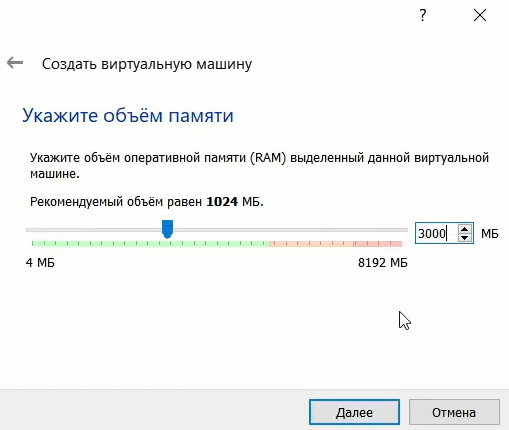 ?
Создать виртуальную машину
Укажите объём памяти
Укажите объём оперативной памяти (RAM) выделенный данной виртуальной
машине.
Рекомендуемый объём равен 1024 МБ.
3000 МБ
4 МБ 8192 МБ
Далее Отмена